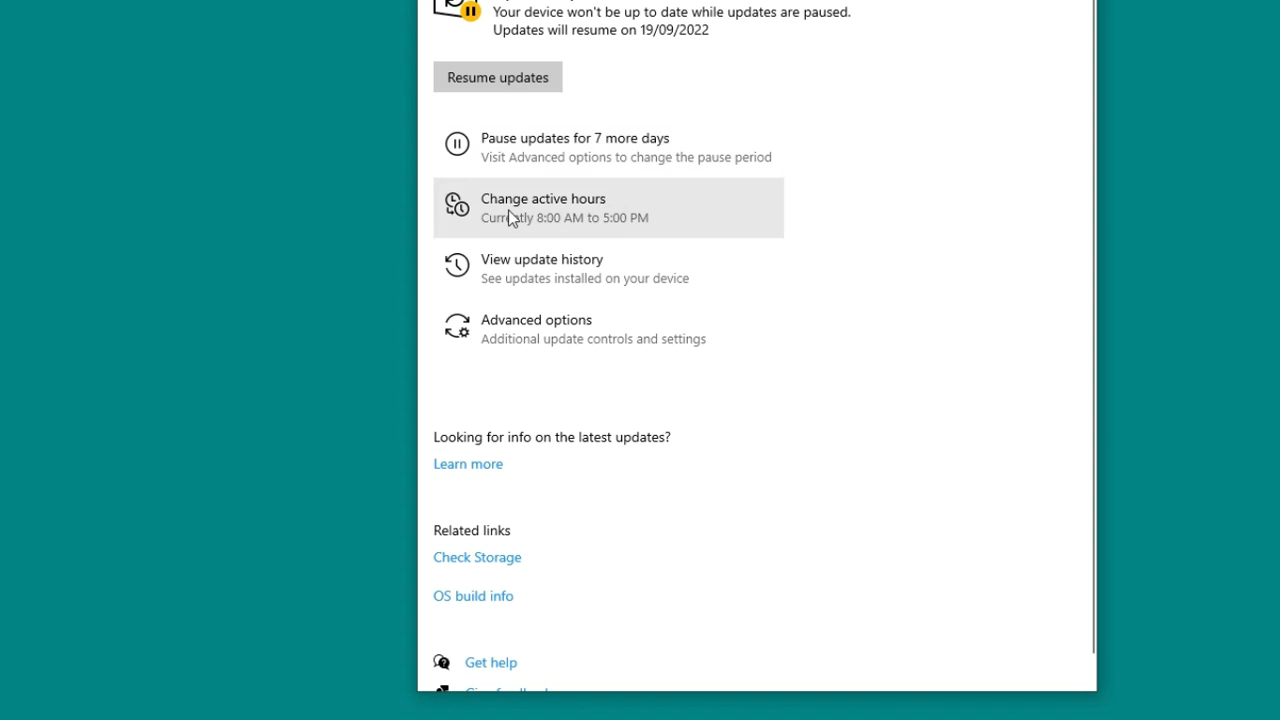 Your device won't be up to date while updates are paused.
Updates will resume on 19/09/2022
Resume updates
Pause updates for 7 more days
Visit Advanced options to change the pause period
Change active hours
Currently 8:00 AM to 5:00 PM
View update history
See updates installed on your device
Advanced options
Additional update controls and settings
Looking for info on the latest updates?
Learn more
Related links
Check Storage
OS build info
Get help